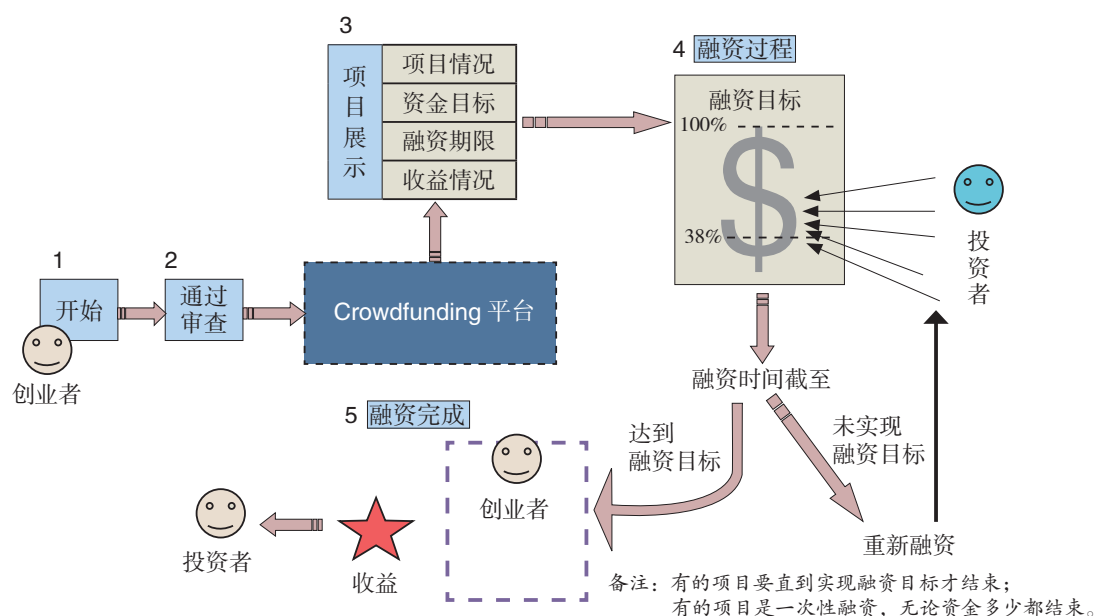 1
开始
创业者
2
通过
审查
Crowdfunding 平台
3
项目展示
项目情况
资金目标
融资期限
收益情况
4 融资过程
融资目标
100%
$
38%
投资者
融资时间截至
达到
融资目标
未实现
融资目标
重新融资
5 融资完成
创业者
收益
投资者
备注：有的项目要直到实现融资目标才结束；
有的项目是一次性融资，无论资金多少都结束。